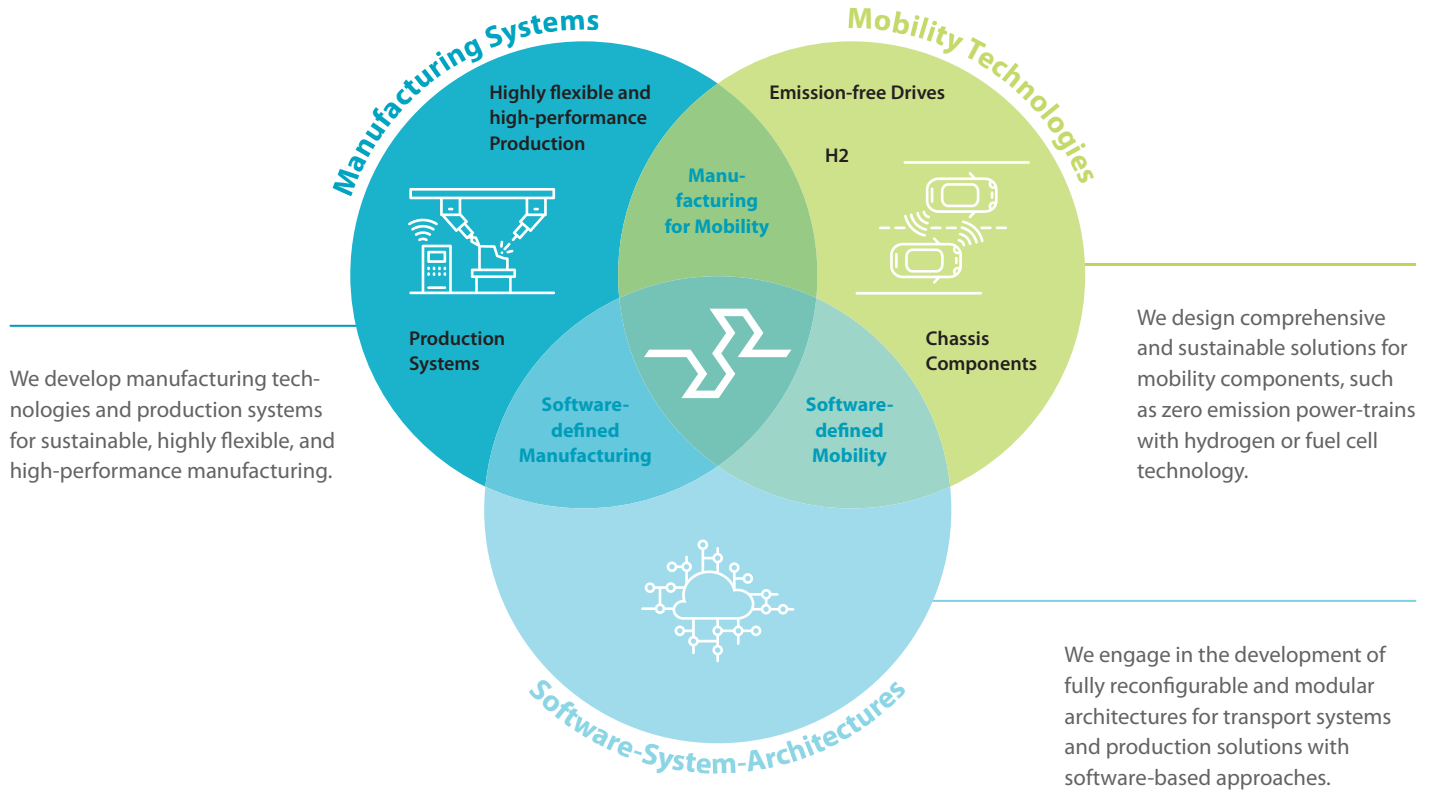 Manufacturing Systems
Mobility Technologies
Highly flexible and
high-performance
Production
Emission-free Drives
H2
Manu-
facturing
for Mobility
Production
Systems
Chassis
Components
Software-
defined
Manufacturing
Software-
defined
Mobility
Software-System-Architectures
We develop manufacturing tech-
nologies and production systems
for sustainable, highly flexible, and
high-performance manufacturing.
We design comprehensive
and sustainable solutions for
mobility components, such
as zero emission power-trains
with hydrogen or fuel cell
technology.
We engage in the development of
fully reconfigurable and modular
architectures for transport systems
and production solutions with
software-based approaches.